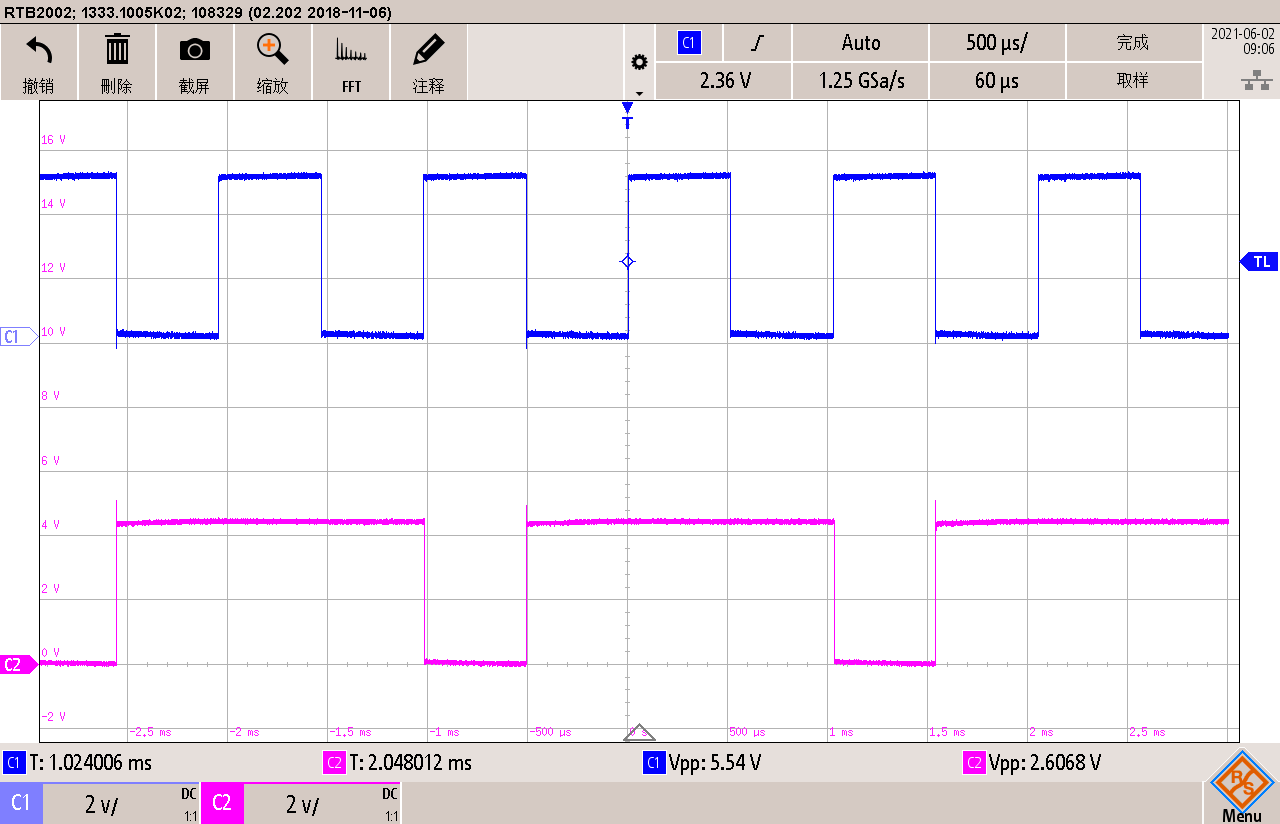 RTB2002; 1333.1005K02; 108329 (02.202 2018-11-06)
撤销
删除
截屏
缩放
FFT
注释
C1
Auto
500 µs/
完成
2021-06-02
09:06
2.36 V
1.25 GSa/s
60 µs
取样
T
16 V
14 V
12 V
TL
C1
10 V
8 V
6 V
4 V
2 V
C2
0 V
-2 V
-2.5 ms
-2 ms
-1.5 ms
-1 ms
-500 µs
0 s
500 µs
1 ms
1.5 ms
2 ms
2.5 ms
C1 T: 1.024006 ms
C2 T: 2.048012 ms
C1 Vpp: 5.54 V
C2 Vpp: 2.6068 V
C1
2 V/
DC
1:1
C2
2 V/
DC
1:1
R S
Menu